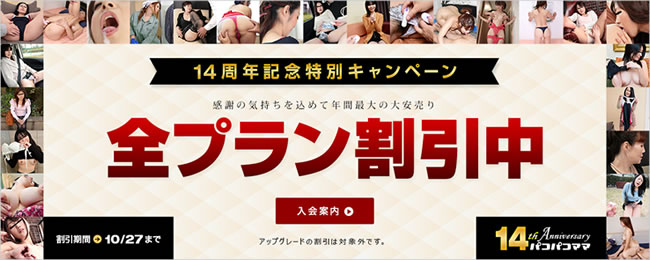 14周年記念特別キャンペーン
感謝の気持ちを込めて年間最大の大安売り
全プラン割引中
入会案内
割引期間 10/27まで
アップグレードの割引は対象外です。
14th Anniversary
パコパコママ